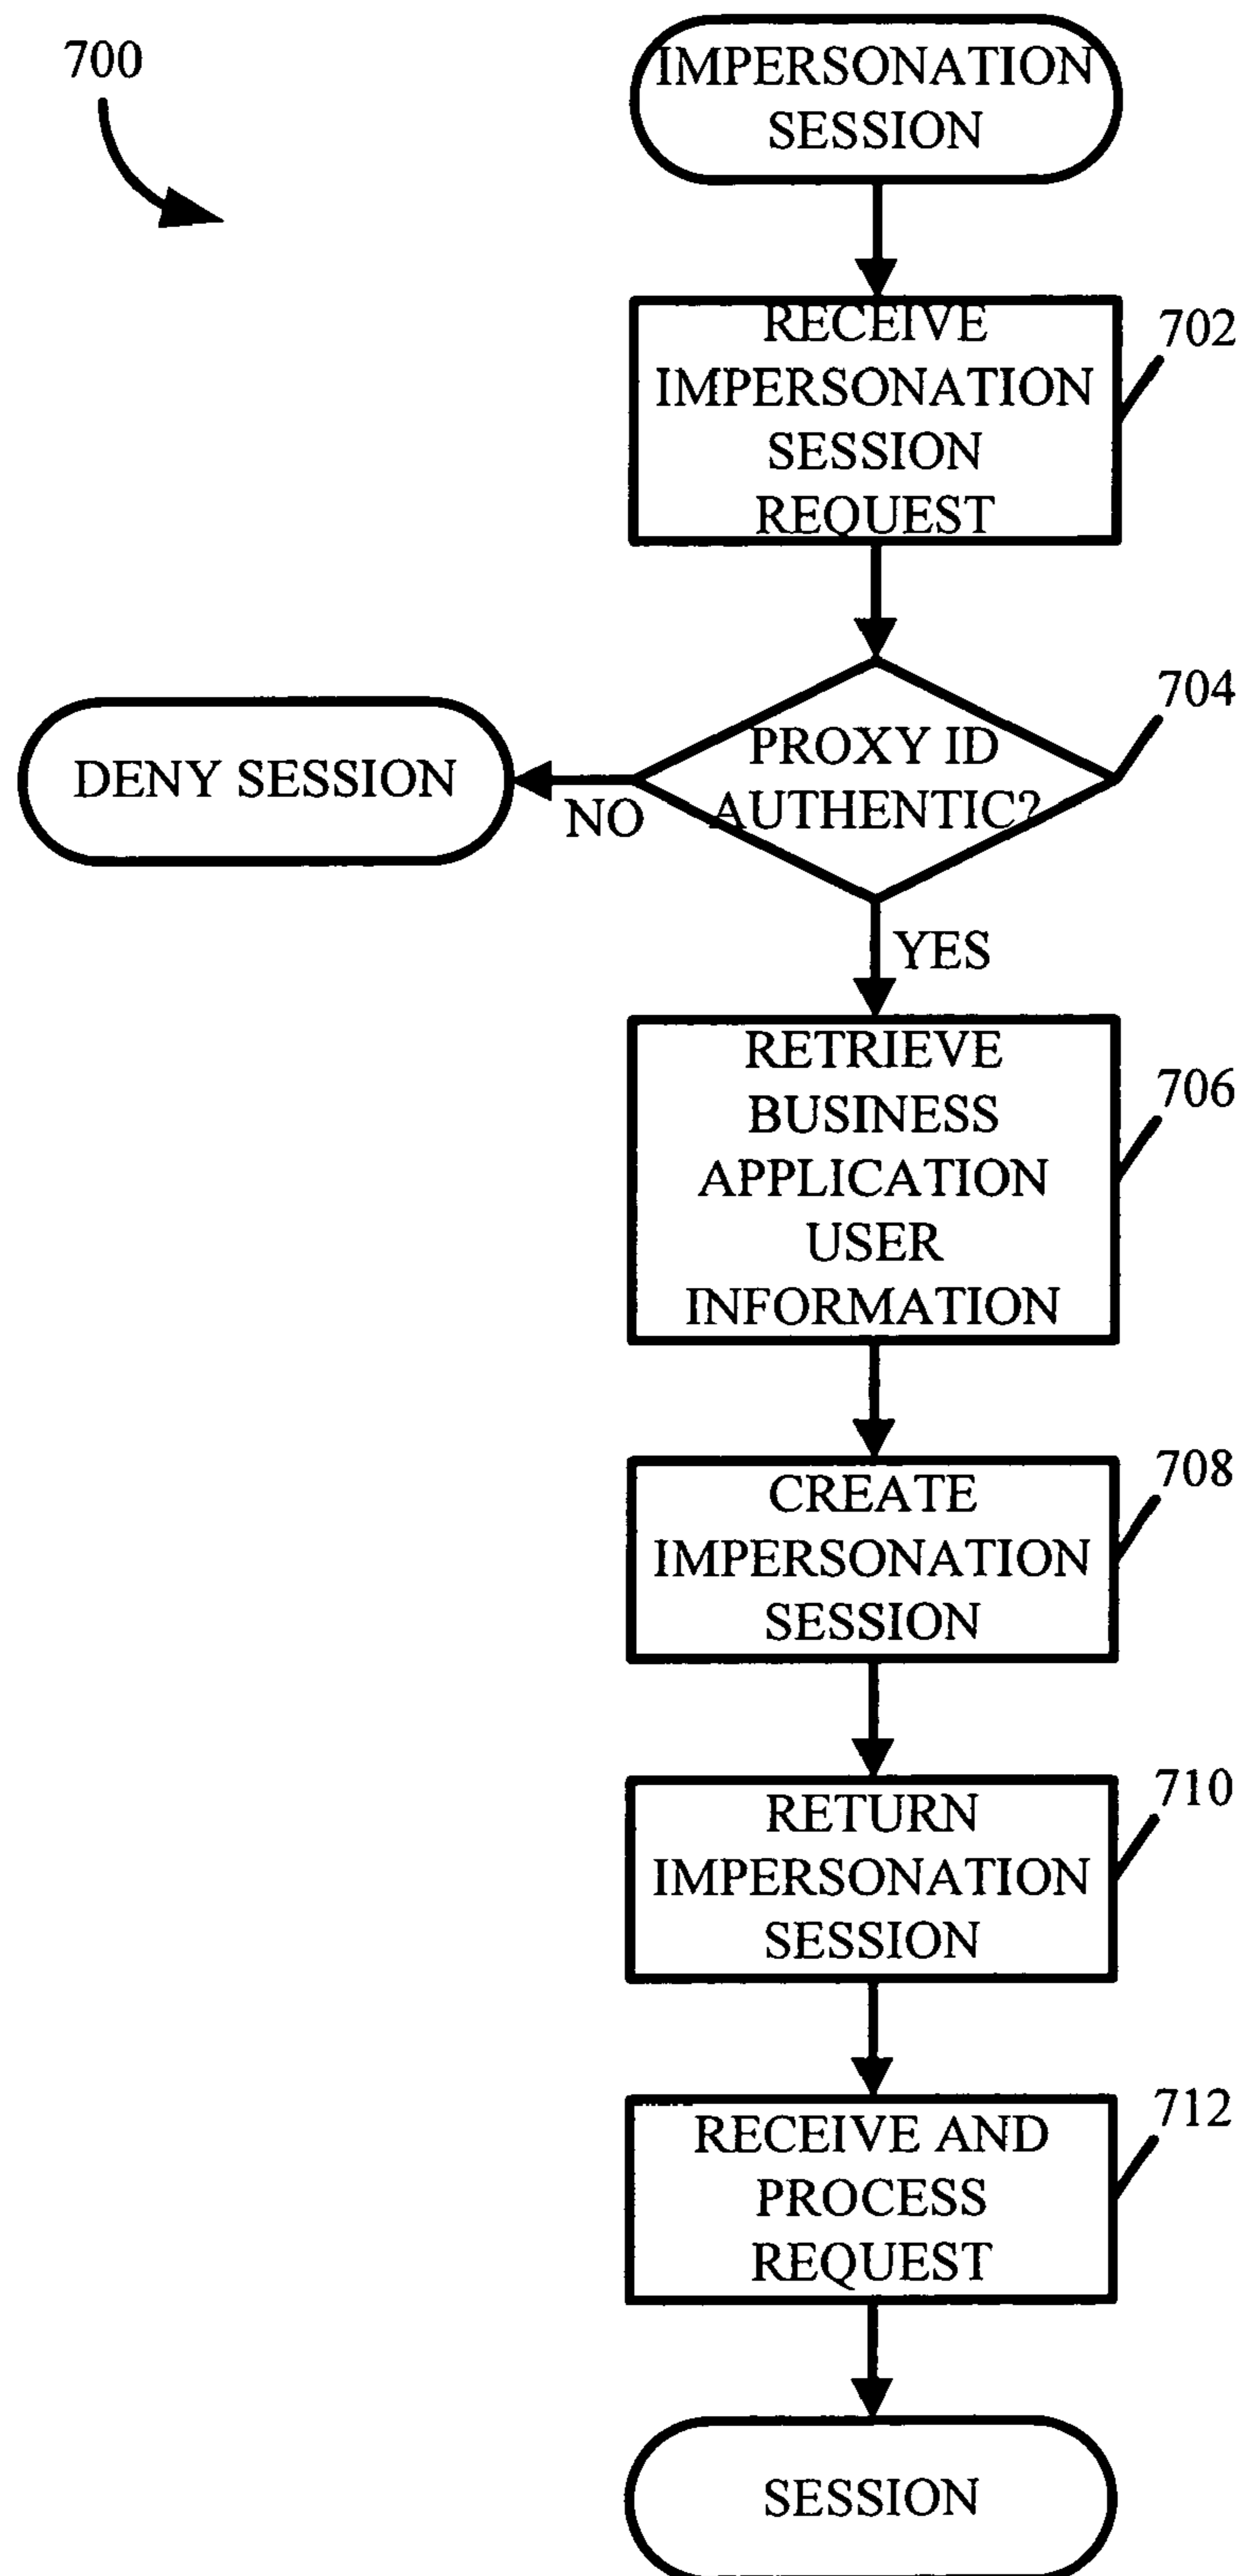 700
IMPERSONATION
SESSION
RECEIVE
IMPERSONATION
SESSION
REQUEST
702
PROXY ID
AUTHENTIC?
704
DENY SESSION
NO
YES
RETRIEVE
BUSINESS
APPLICATION
USER
INFORMATION
706
CREATE
IMPERSONATION
SESSION
708
RETURN
IMPERSONATION
SESSION
710
RECEIVE AND
PROCESS
REQUEST
712
SESSION